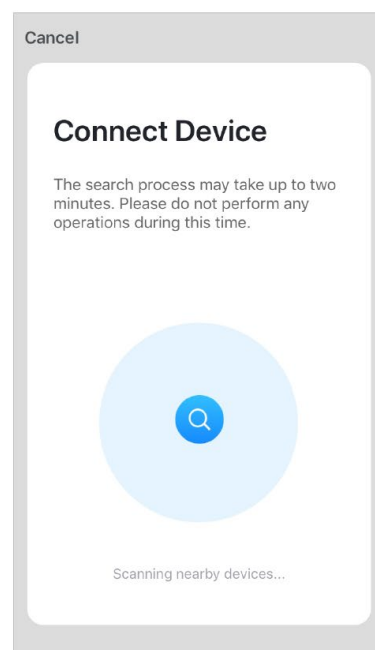 Cancel
Connect Device
The search process may take up to two
minutes. Please do not perform any
operations during this time.
Scanning nearby devices...